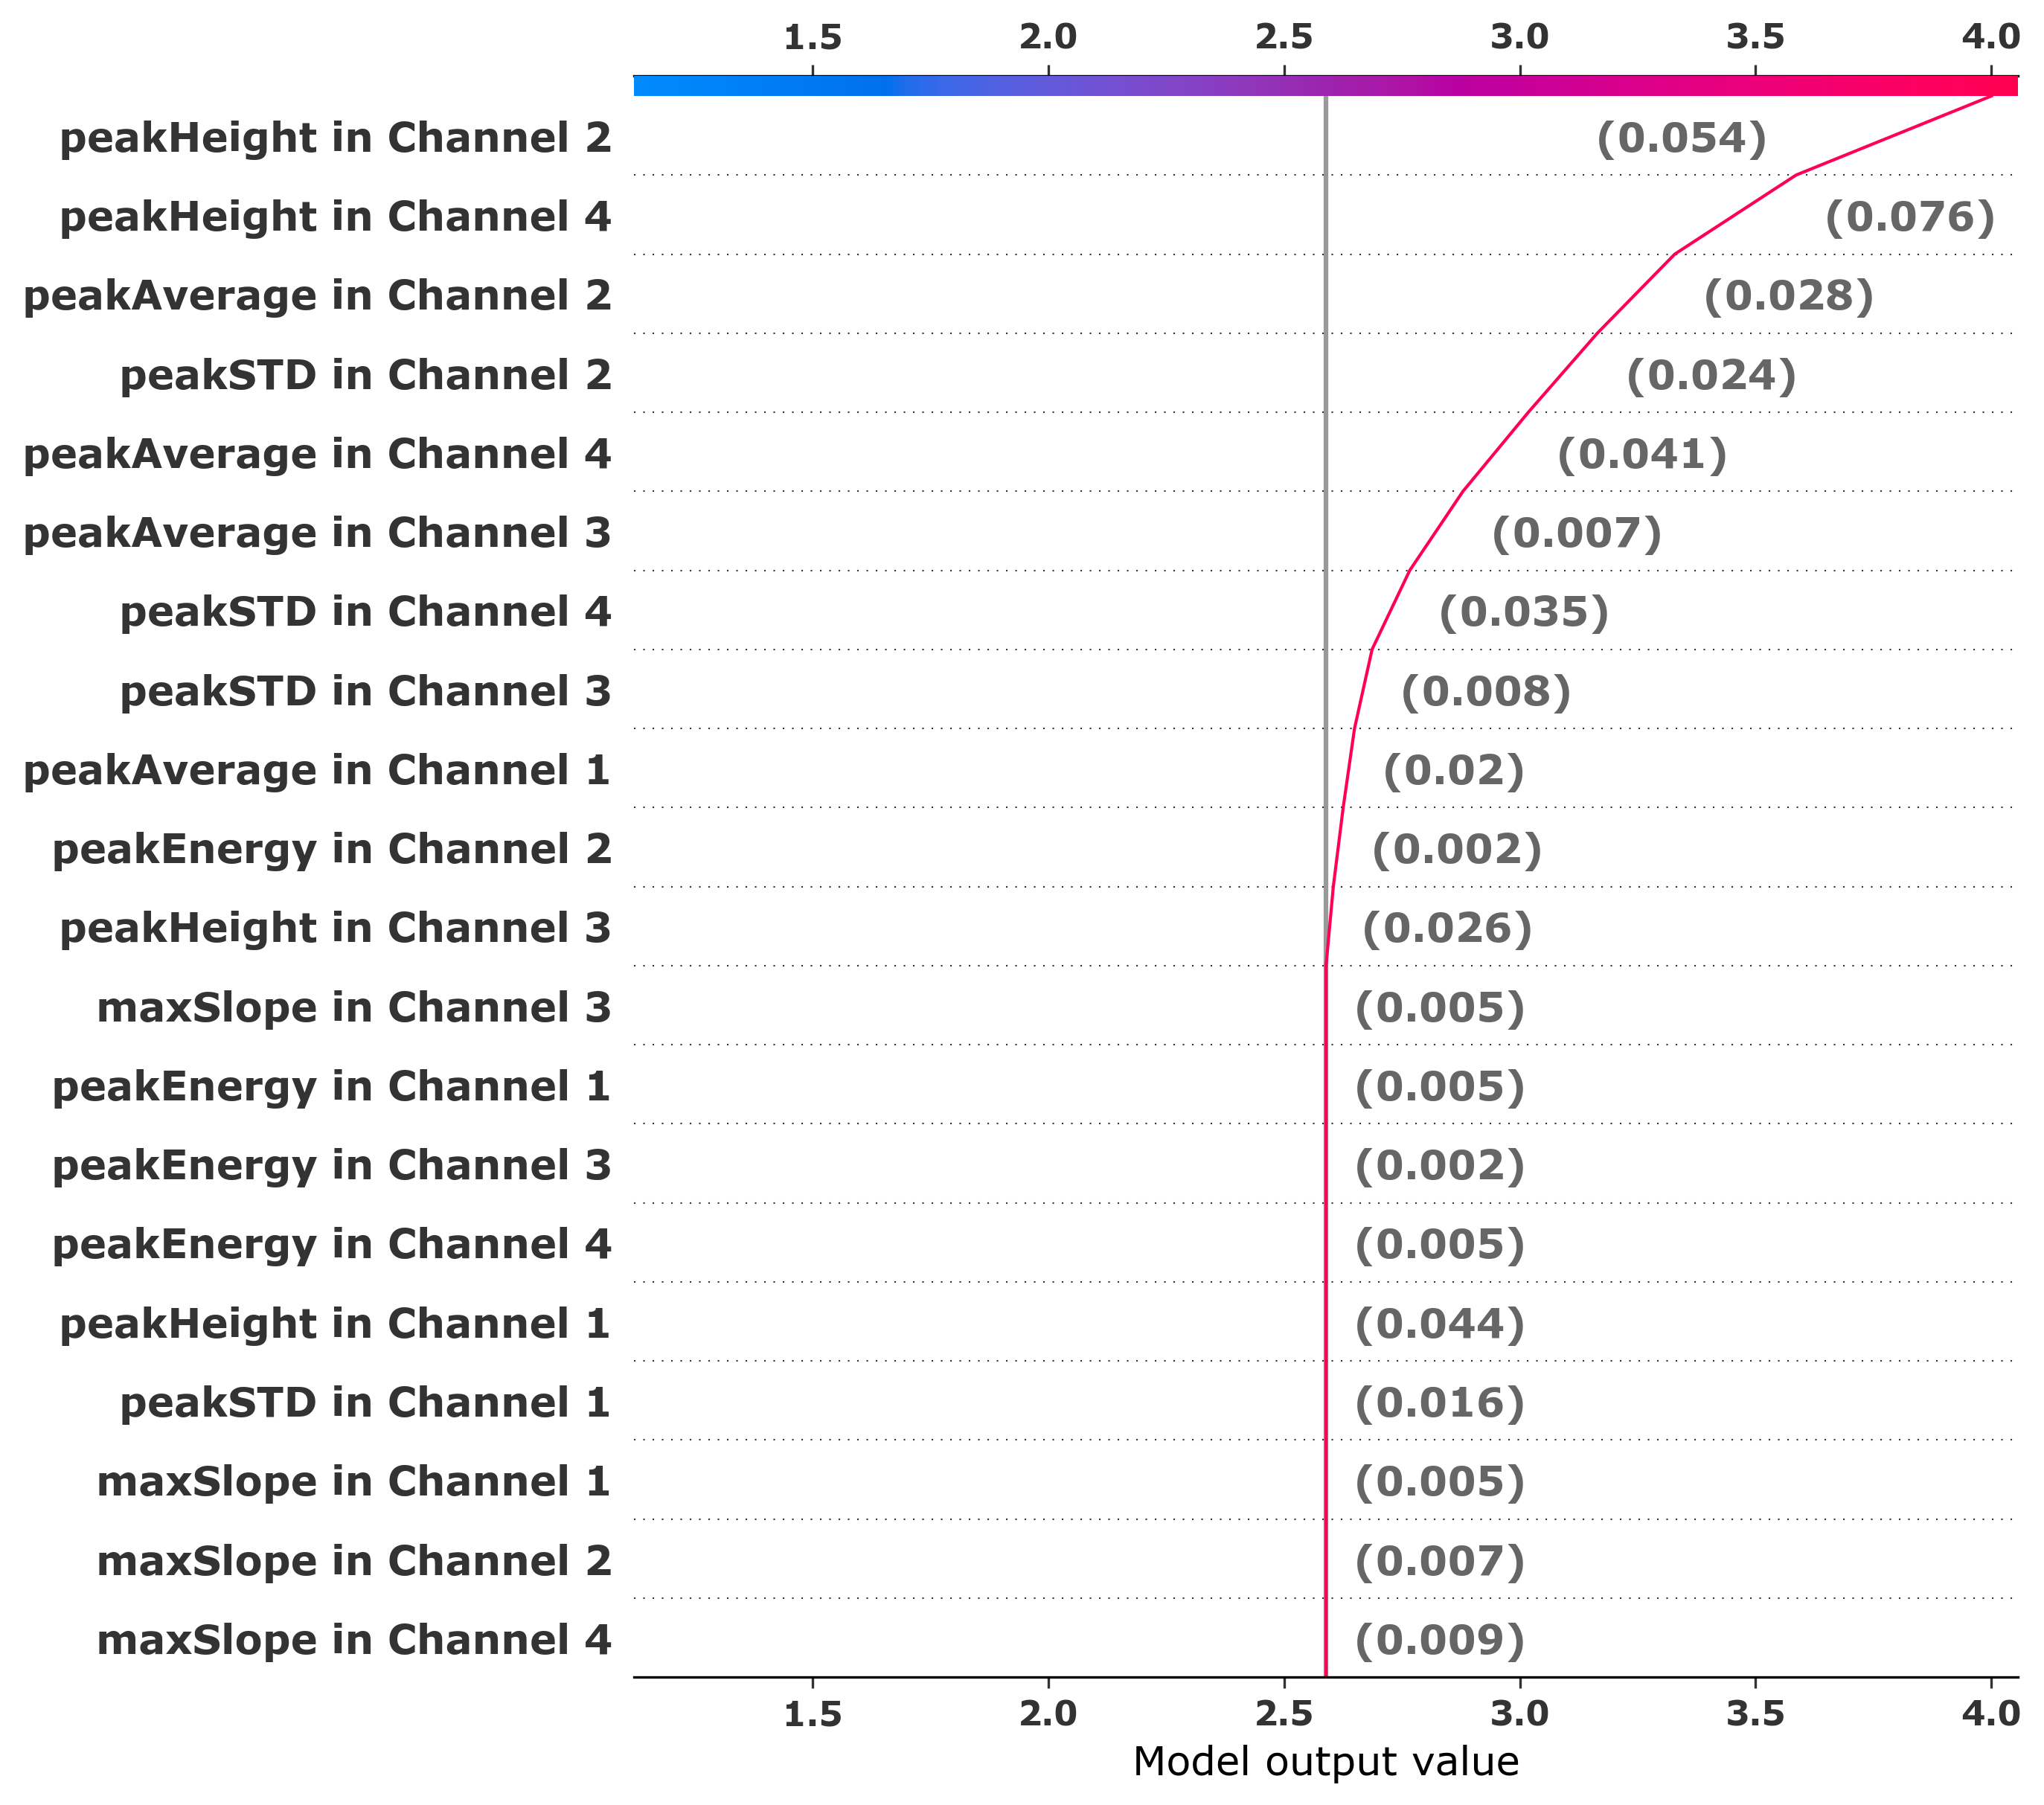 1.5 2.0 2.5 3.0 3.5 4.0
peakHeight in Channel 2 (0.054)
peakHeight in Channel 4 (0.076)
peakAverage in Channel 2 (0.028)
peakSTD in Channel 2 (0.024)
peakAverage in Channel 4 (0.041)
peakAverage in Channel 3 (0.007)
peakSTD in Channel 4 (0.035)
peakSTD in Channel 3 (0.008)
peakAverage in Channel 1 (0.02)
peakEnergy in Channel 2 (0.002)
peakHeight in Channel 3 (0.026)
maxSlope in Channel 3 (0.005)
peakEnergy in Channel 1 (0.005)
peakEnergy in Channel 3 (0.002)
peakEnergy in Channel 4 (0.005)
peakHeight in Channel 1 (0.044)
peakSTD in Channel 1 (0.016)
maxSlope in Channel 1 (0.005)
maxSlope in Channel 2 (0.007)
maxSlope in Channel 4 (0.009)
1.5 2.0 2.5 3.0 3.5 4.0
Model output value